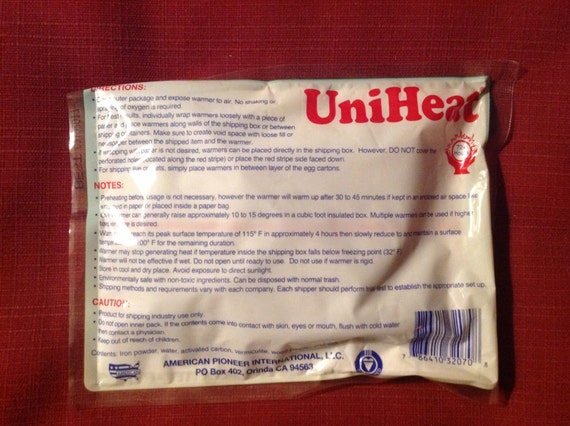 DIRECTIONS:
UniHeat
outer package and expose warmer to air. No shaking or
of oxygen is required.
• For best results, individually wrap warmers loosely with a piece of
paper and place warmers along walls of the shipping box or between
shipping containers. Make sure to create void space with loose fill or
newspaper between the shipped item and the warmer.
• If wrapping with paper is not desired, warmers can be placed directly in the shipping box. However, DO NOT cover the
perforated holes (located along the red stripe) or place the red stripe side faced down.
• For shipping live or eggs, simply place warmers in between layer of the egg cartons.
NOTES:
• Preheating before usage is not necessary, however the warmer will warm up after 30 to 45 minutes if kept in an enclosed air space
wrapped in paper or placed inside a paper bag.
• One warmer can generally raise approximately 10 to 15 degrees in a cubic foot insulated box. Multiple warmers can be used if higher
temperature is desired.
• Warmer will reach its peak surface temperature of 115° F in approximately 4 hours then slowly reduce to and maintain a surface
temperature 100° F for the remaining duration.
• Warmer may stop generating heat if temperature inside the shipping box falls below freezing point (32° F).
• Warmer will not be effective if wet. Do not open until ready to use. Do not use if warmer is rigid.
• Store in cool and dry place. Avoid exposure to direct sunlight.
• Environmentally safe with non-toxic ingredients. Can be disposed with normal trash.
• Shipping methods and requirements vary with each company. Each shipper should perform test to establish the appropriate set up.
CAUTION:
• Product for shipping industry use only.
• Do not open inner pack. If the contents come into contact with skin, eyes or mouth, flush with cold water
then contact a physician.
• Keep out of reach of children.
Contents: Iron powder, water, activated carbon, vermiculite,
AMERICAN PIONEER INTERNATIONAL, L.L.C.
PO Box 402, Orinda CA 94563
7 86410 32070 8